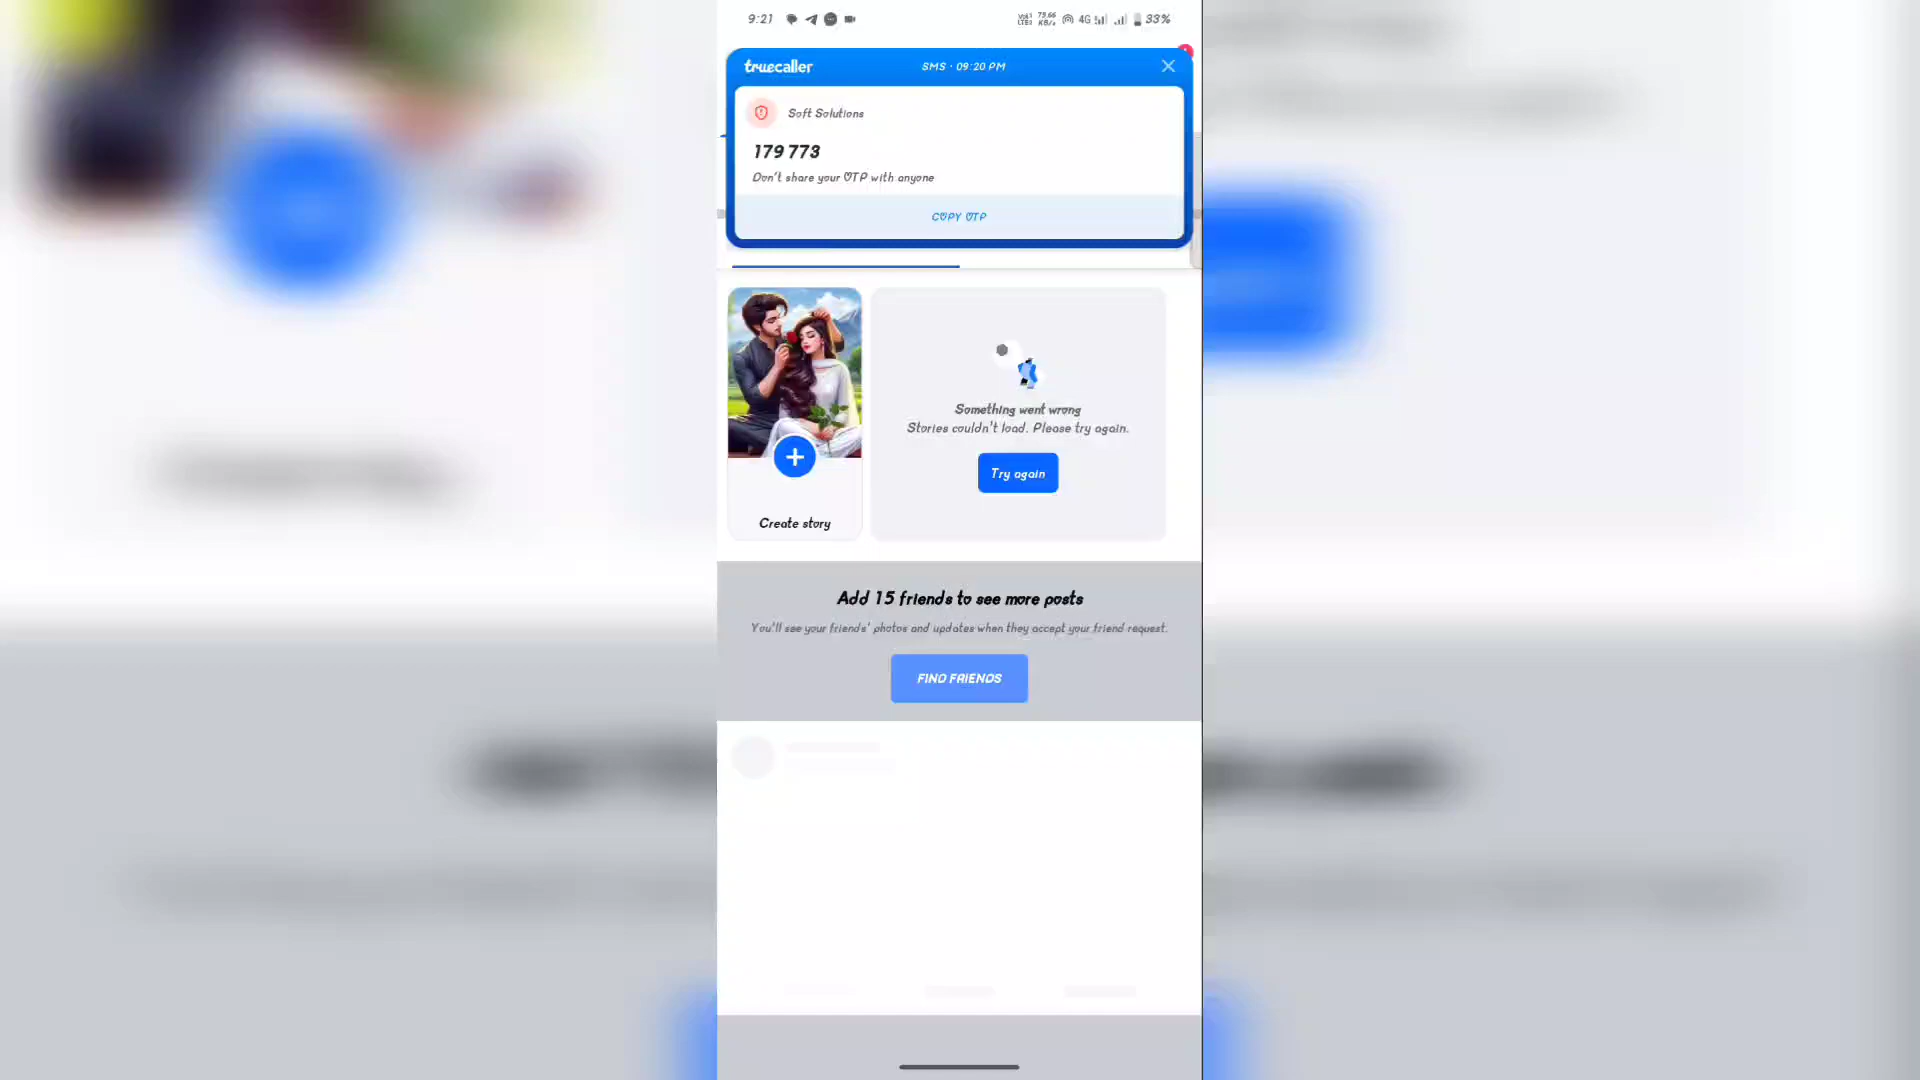 9:21
VoLTE 73.66 KB/s 4G 33%
truecaller
SMS · 09:20 PM
Soft Solutions
179 773
Don't share your OTP with anyone
COPY OTP
Something went wrong
Stories couldn't load. Please try again.
Try again
Create story
Add 15 friends to see more posts
You'll see your friends' photos and updates when they accept your friend request.
FIND FRIENDS